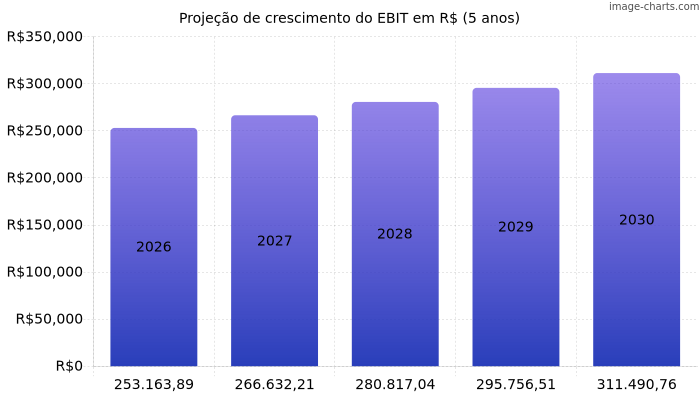 image-charts.com
Projeção de crescimento do EBIT em R$ (5 anos)
R$350,000
R$300,000
R$250,000
R$200,000
R$150,000
R$100,000
R$50,000
R$0
2026
2027
2028
2029
2030
253.163,89
266.632,21
280.817,04
295.756,51
311.490,76